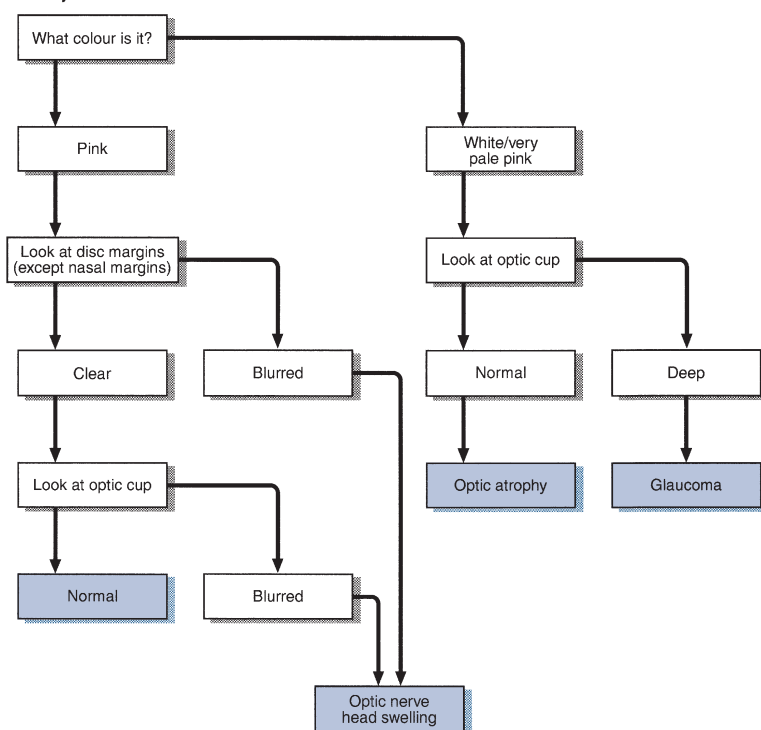 What colour is it?
Pink
White/very
pale pink
Look at disc margins
(except nasal margins)
Look at optic cup
Clear
Blurred
Normal
Deep
Look at optic cup
Optic atrophy
Glaucoma
Normal
Blurred
Optic nerve
head swelling